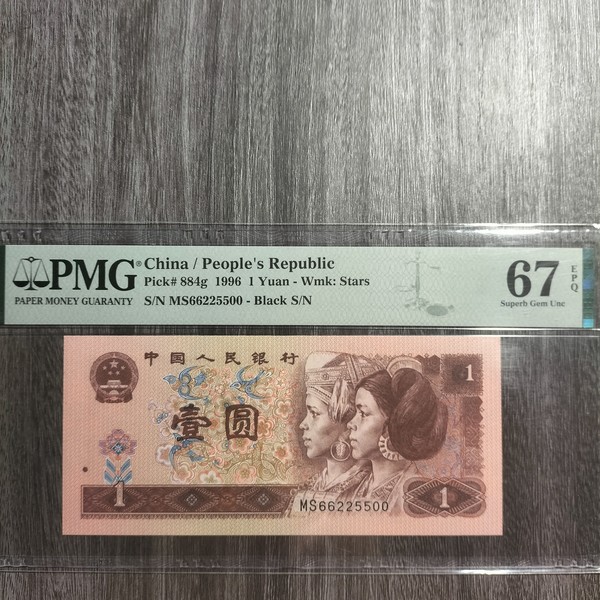 PMG®
PAPER MONEY GUARANTY
China / People's Republic
Pick# 884g 1996 1 Yuan - Wmk: Stars
S/N MS66225500 - Black S/N
67 EPQ
Superb Gem Unc
中国人民银行
1
壹圆
1
MS66225500
1